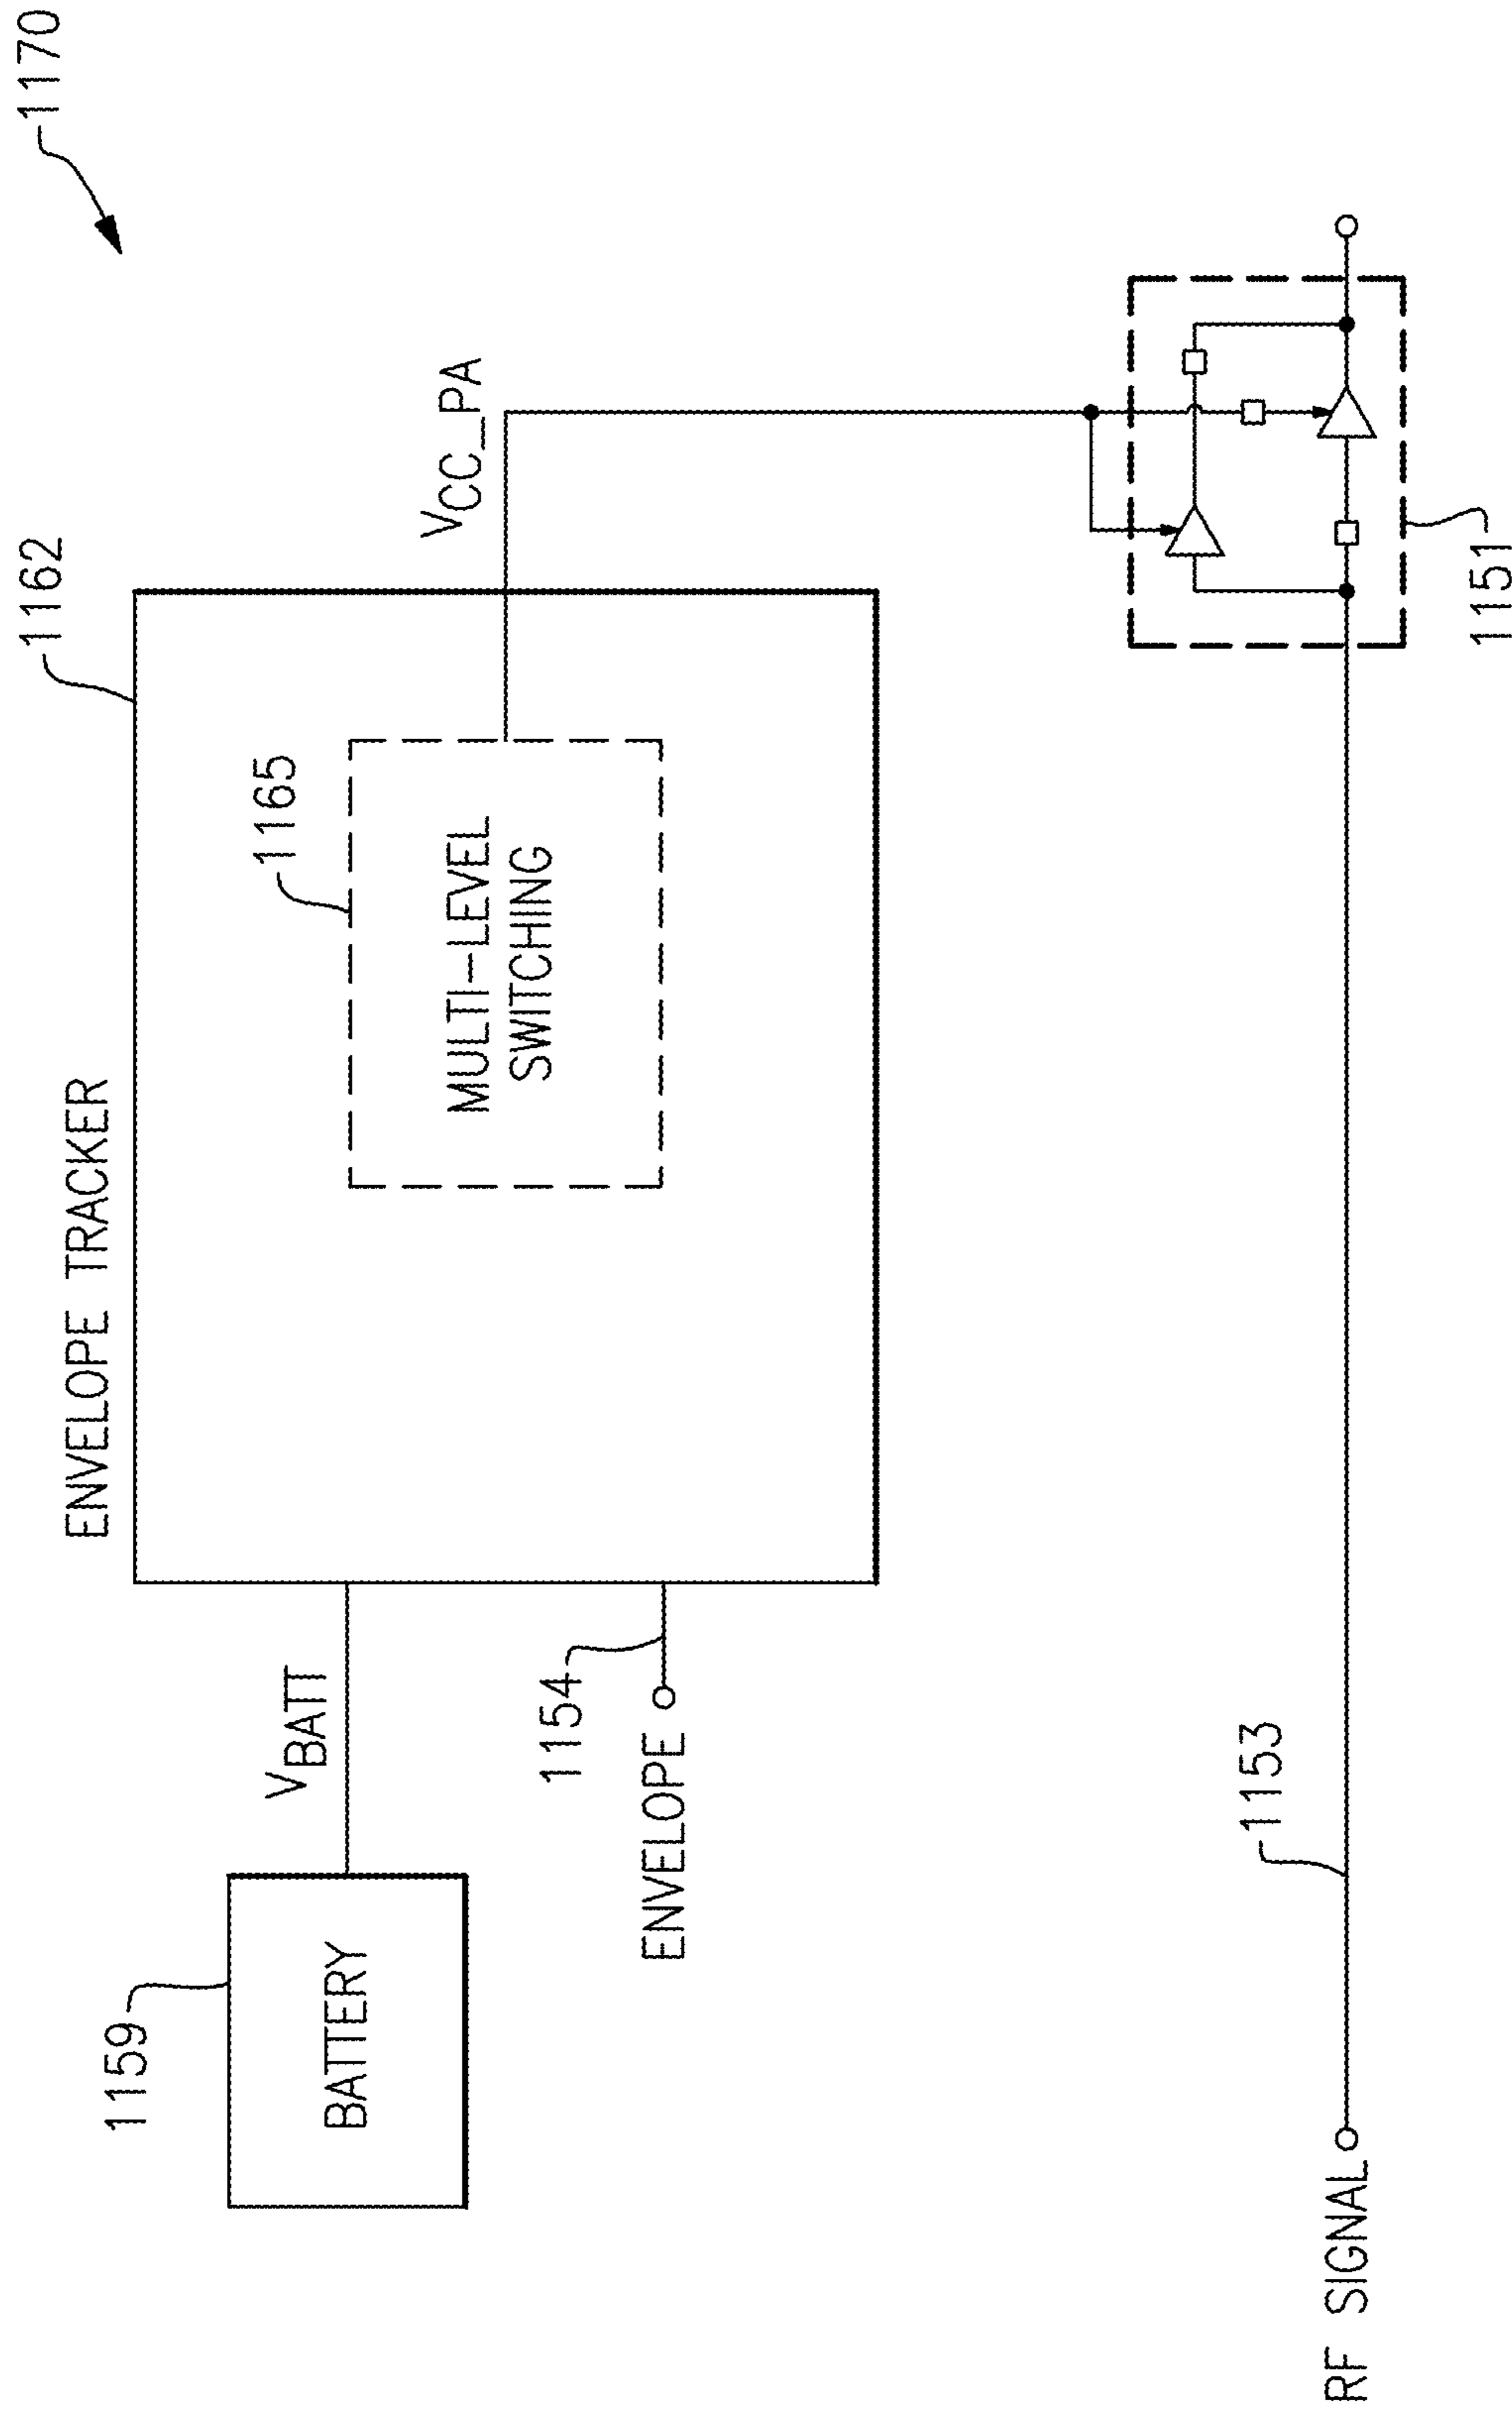 1170
ENVELOPE TRACKER
1162
1159
BATTERY
VBATT
1165
MULTI-LEVEL
SWITCHING
VCC_PA
1154
ENVELOPE
1153
RF SIGNAL
1151